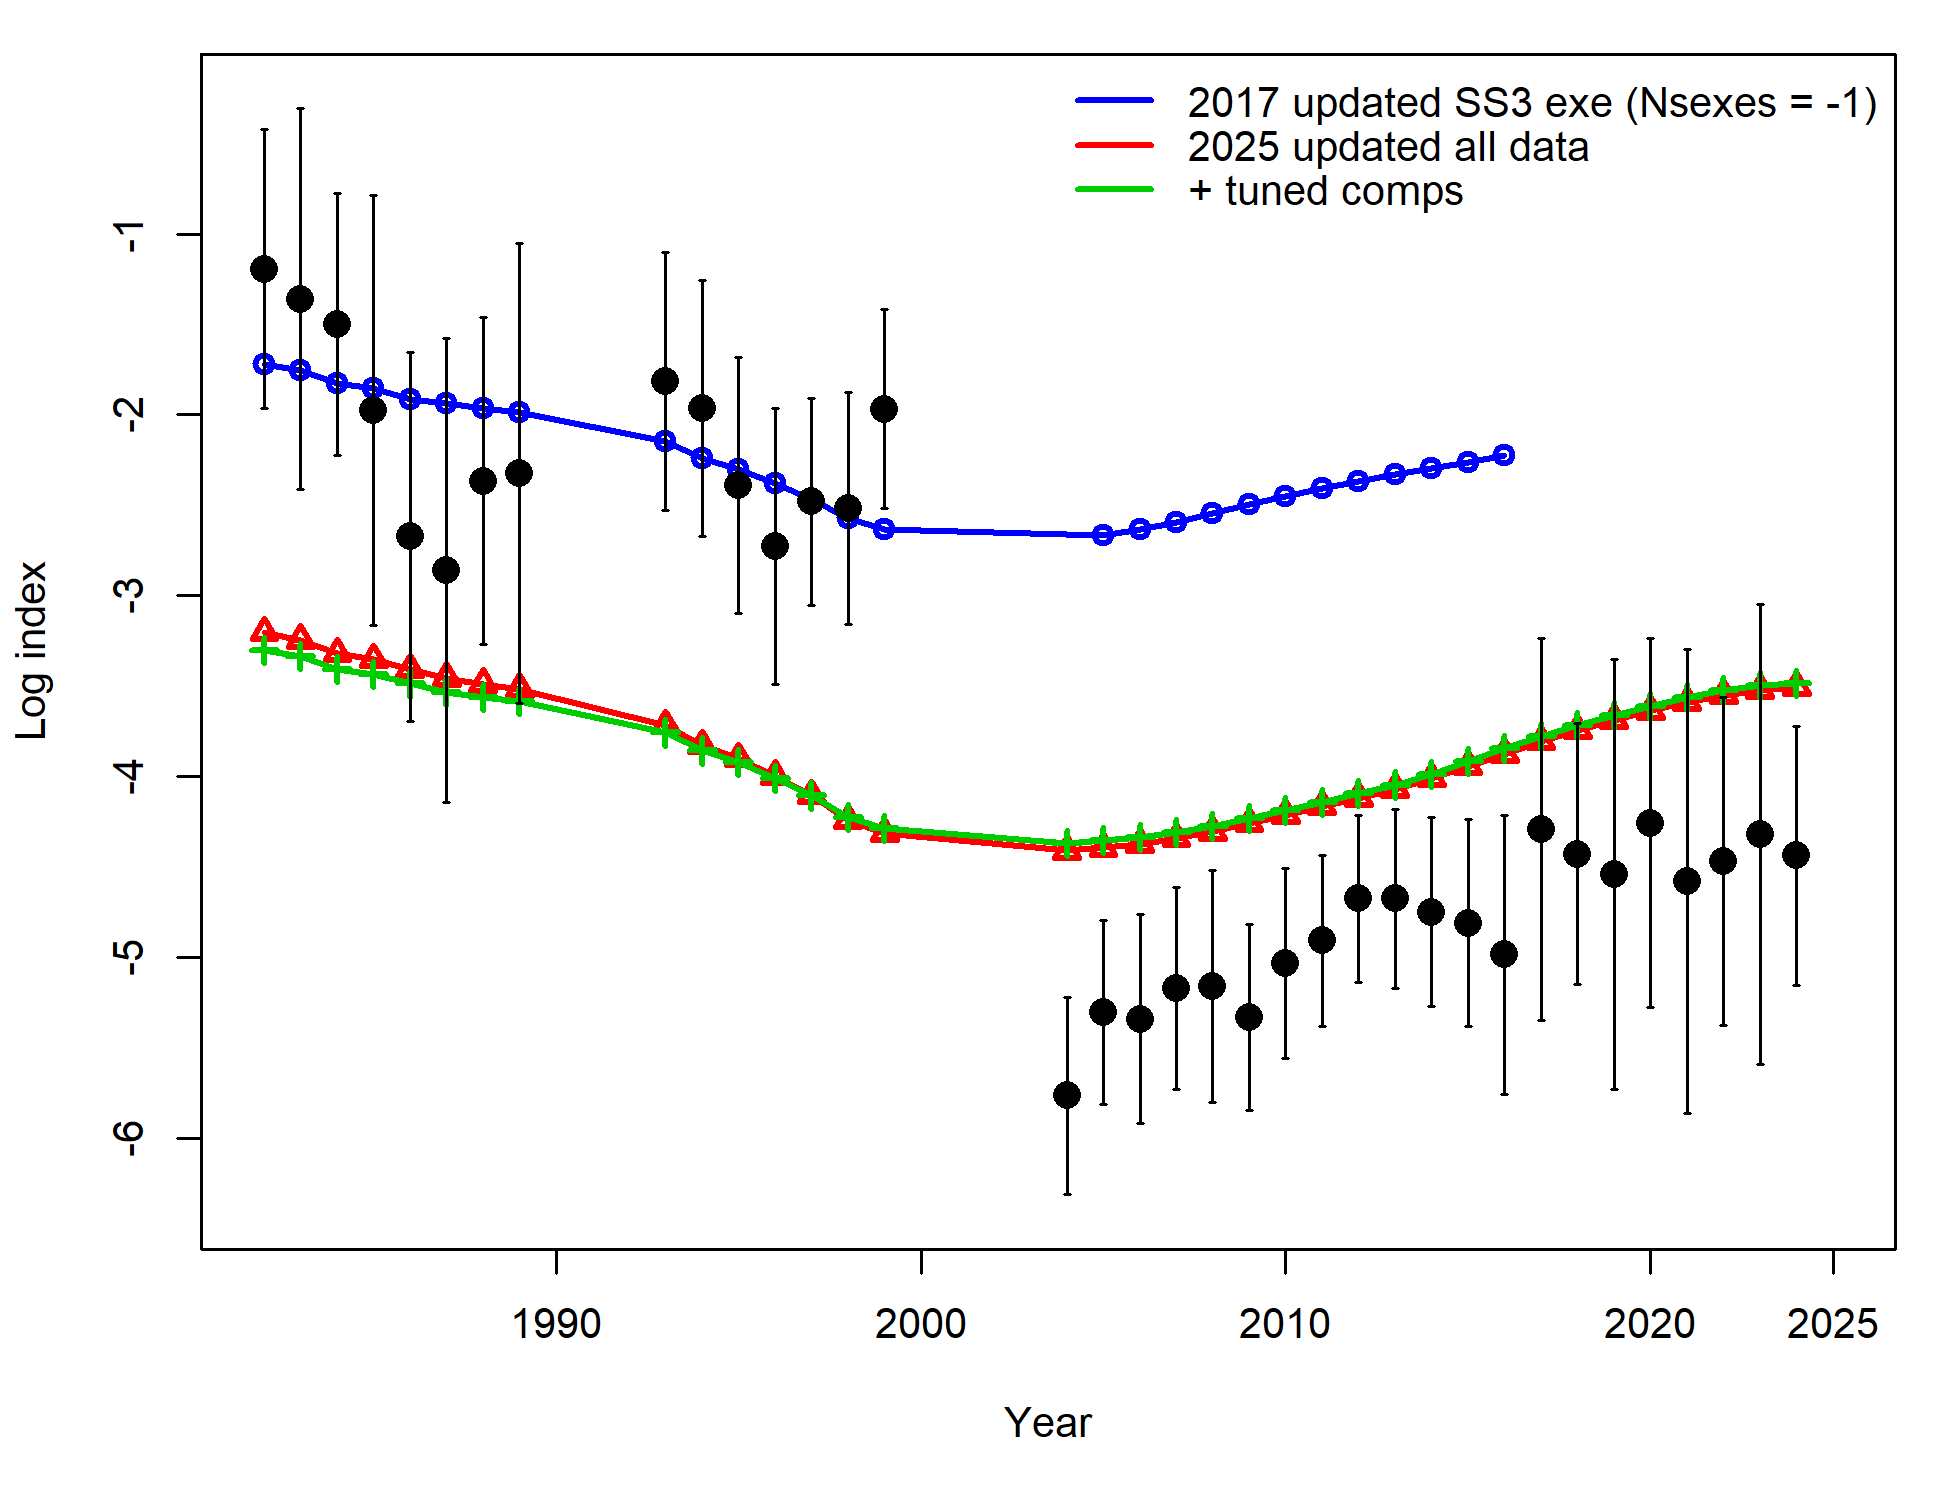 2017 updated SS3 exe (Nsexes = -1)
2025 updated all data
+ tuned comps
Log index
-1
-2
-3
-4
-5
-6
1990 2000 2010 2020 2025
Year